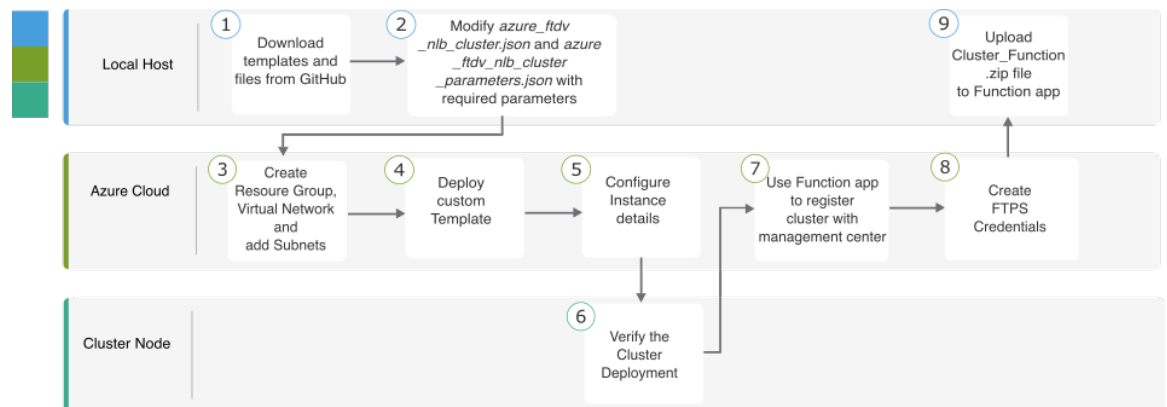 Local Host
1
Download
templates and
files from GitHub
2
Modify azure_ftdv
_nlb_cluster.json and azure
_ftdv_nlb_cluster
_parameters.json with
required parameters
9
Upload
Cluster_Function
.zip file
to Function app
Azure Cloud
3
Create
Resoure Group,
Virtual Network
and
add Subnets
4
Deploy
custom
Template
5
Configure
Instance
details
7
Use Function app
to register
cluster with
management center
8
Create
FTPS
Credentials
Cluster Node
6
Verify the
Cluster
Deployment